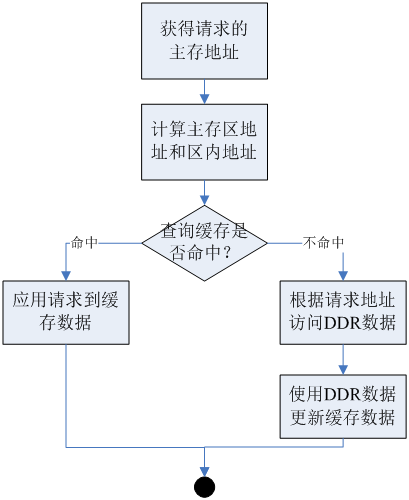 获得请求的
主存地址
计算主存区地
址和区内地址
查询缓存是
否命中？
命中
不命中
应用请求到缓
存数据
根据请求地址
访问DDR数据
使用DDR数据
更新缓存数据